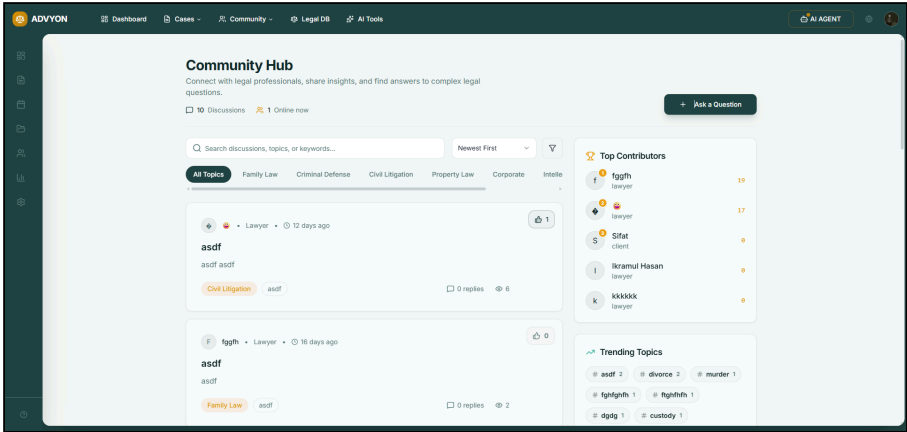 ADVYON
Dashboard
Cases
Community
Legal DB
AI Tools
AI AGENT
Community Hub
Connect with legal professionals, share insights, and find answers to complex legal
questions.
10 Discussions
1 Online now
+ Ask a Question
Search discussions, topics, or keywords...
Newest First
All Topics
Family Law
Criminal Defense
Civil Litigation
Property Law
Corporate
Intelle
• Lawyer • 12 days ago
1
asdf
asdf asdf
Civil Litigation
asdf
0 replies
6
F
fggfh • Lawyer • 16 days ago
0
asdf
asdf
Family Law
asdf
0 replies
2
Top Contributors
f
1
fggfh
19
lawyer
2
17
lawyer
S
3
Sifat
0
client
I
Ikramul Hasan
0
lawyer
k
kkkkkk
0
lawyer
Trending Topics
# asdf 2
# divorce 2
# murder 1
# fghfghfh 1
# ftghfhfh 1
# dgdg 1
# custody 1